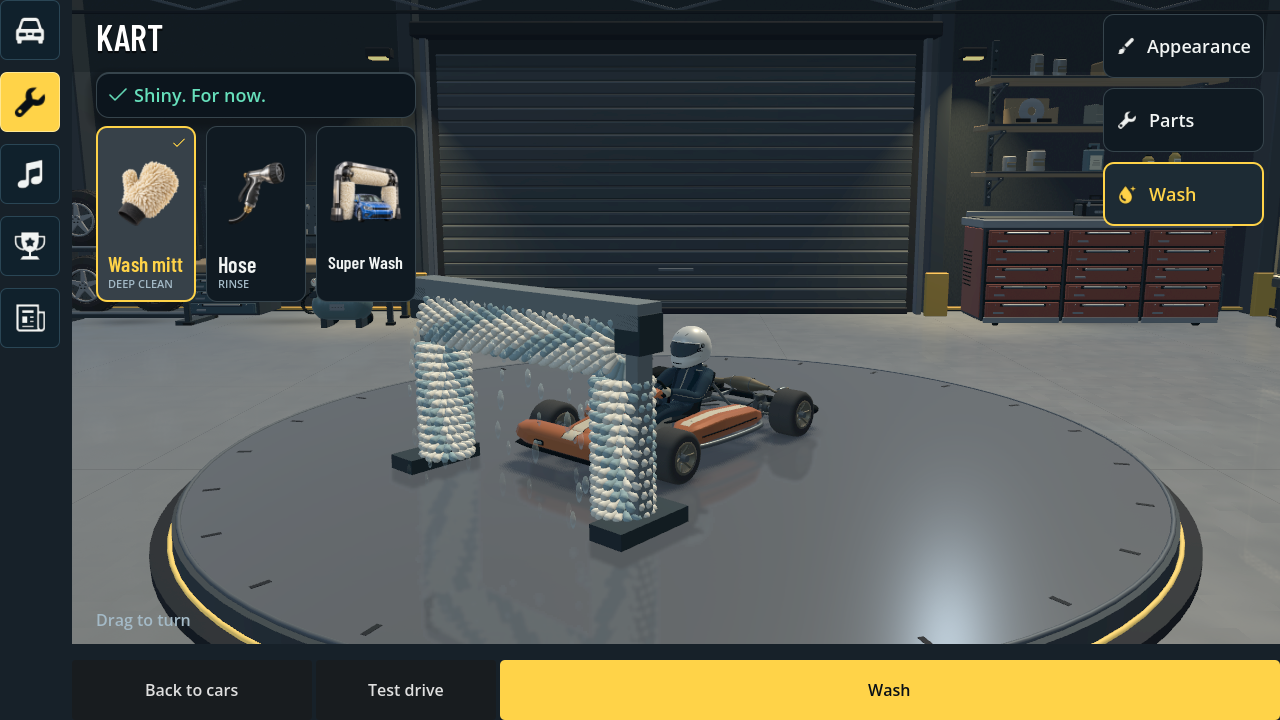 KART
Shiny. For now.
Wash mitt
DEEP CLEAN
Hose
RINSE
Super Wash
Appearance
Parts
Wash
Drag to turn
Back to cars
Test drive
Wash